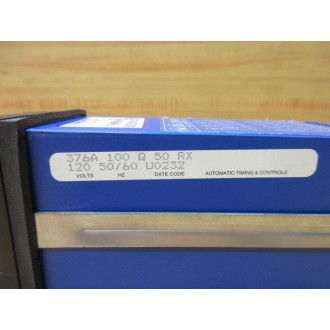 376A 100 Q 50 RX
120 50/60 U0232
VOLTS HZ DATE CODE AUTOMATIC TIMING & CONTROLS